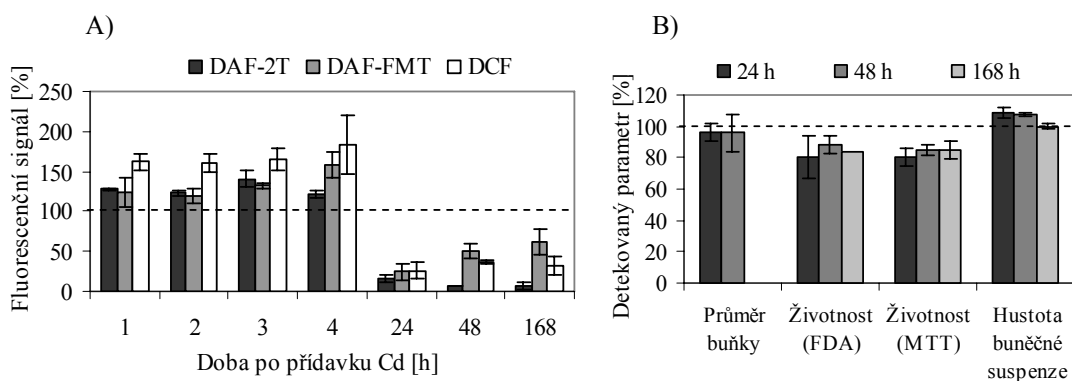 A)
DAF-2T DAF-FMT DCF
Fluorescenční signál [%]
250
200
150
100
50
0
1 2 3 4 24 48 168
Doba po přídavku Cd [h]
B)
24 h 48 h 168 h
Detekovaný parametr [%]
120
100
80
60
40
20
0
Průměr buňky
Životnost (FDA)
Životnost (MTT)
Hustota buněčné suspenze